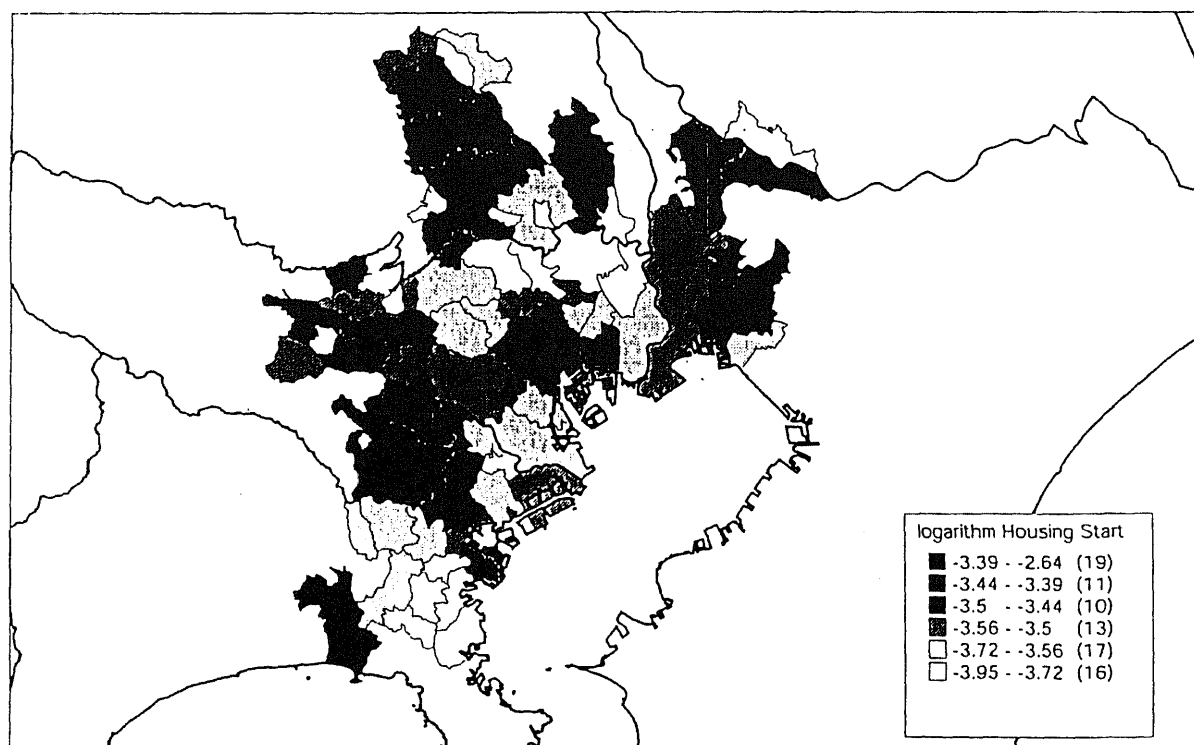 logarithm Housing Start
-3.39 - -2.64 (19)
-3.44 - -3.39 (11)
-3.5 - -3.44 (10)
-3.56 - -3.5 (13)
-3.72 - -3.56 (17)
-3.95 - -3.72 (16)